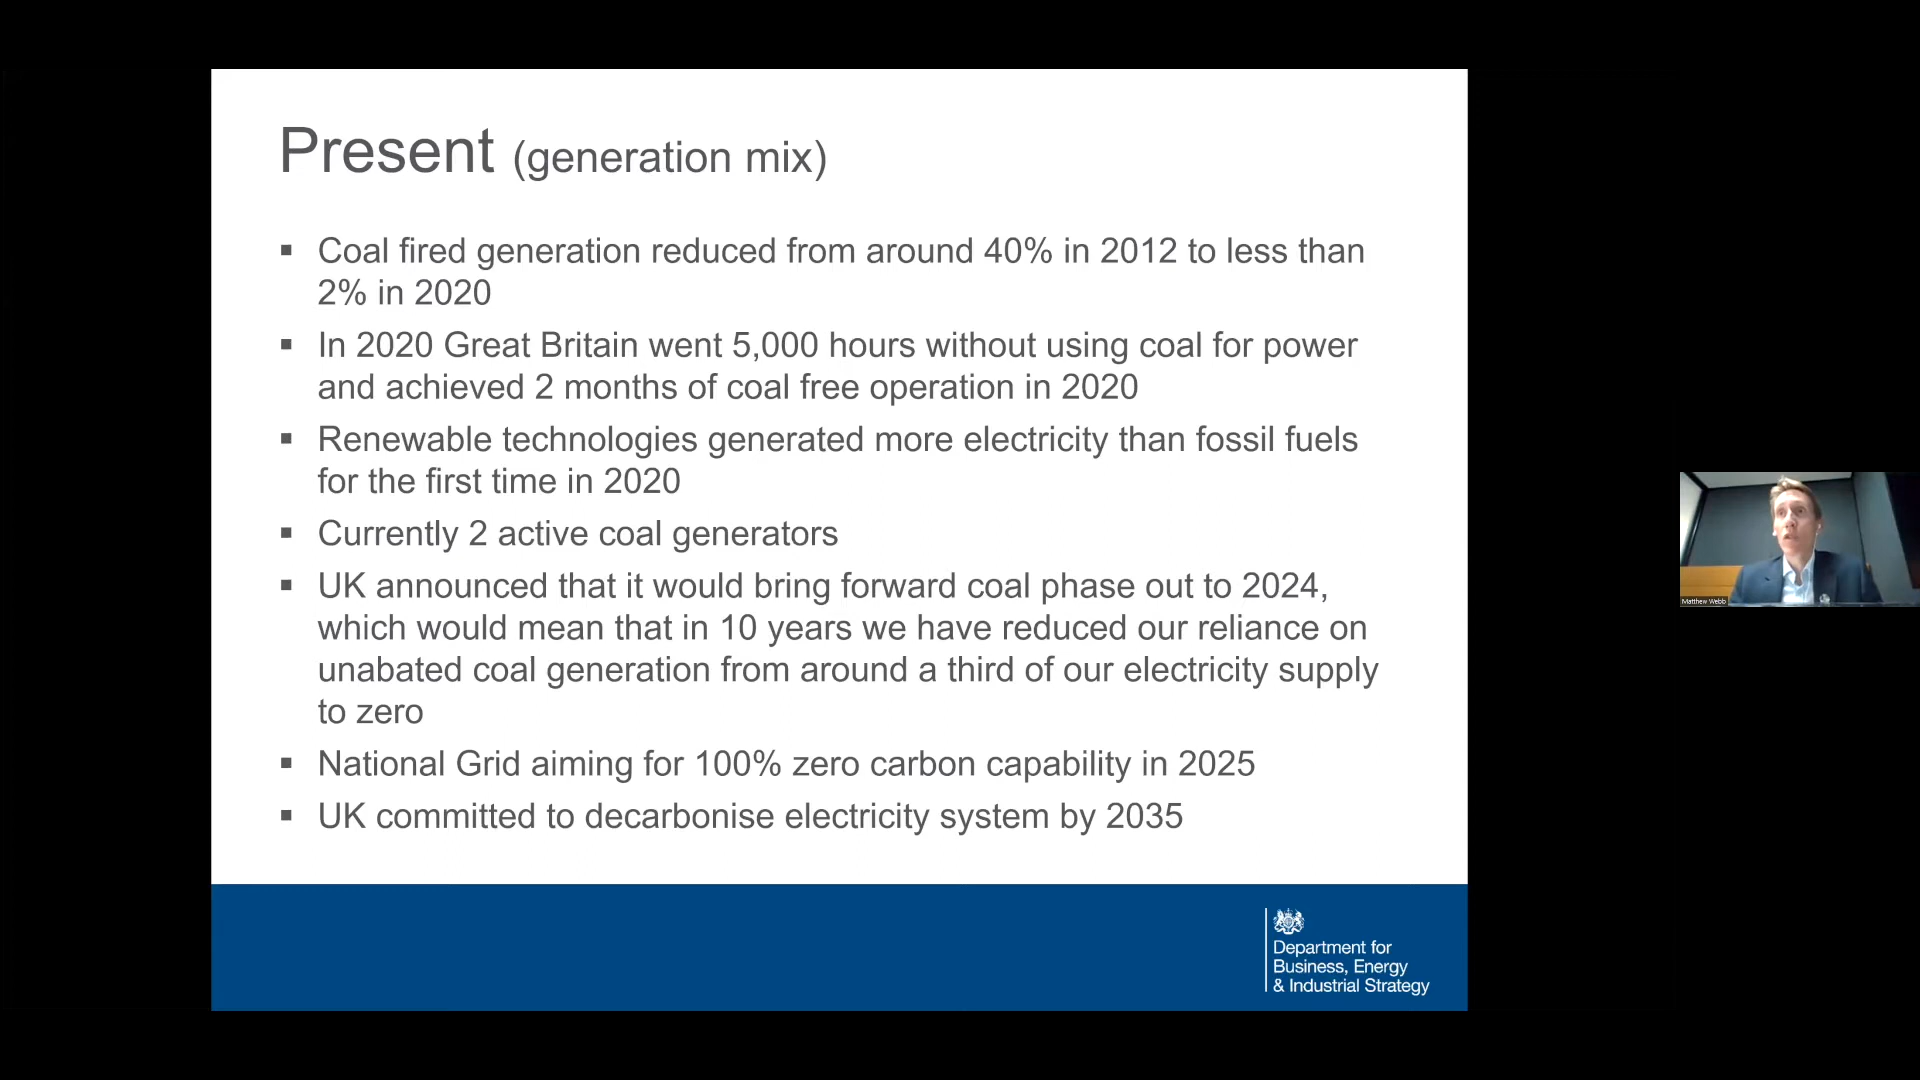 Present (generation mix)
▪ Coal fired generation reduced from around 40% in 2012 to less than
2% in 2020
▪ In 2020 Great Britain went 5,000 hours without using coal for power
and achieved 2 months of coal free operation in 2020
▪ Renewable technologies generated more electricity than fossil fuels
for the first time in 2020
▪ Currently 2 active coal generators
▪ UK announced that it would bring forward coal phase out to 2024,
which would mean that in 10 years we have reduced our reliance on
unabated coal generation from around a third of our electricity supply
to zero
▪ National Grid aiming for 100% zero carbon capability in 2025
▪ UK committed to decarbonise electricity system by 2035
Department for
Business, Energy
& Industrial Strategy
Matthew Webb